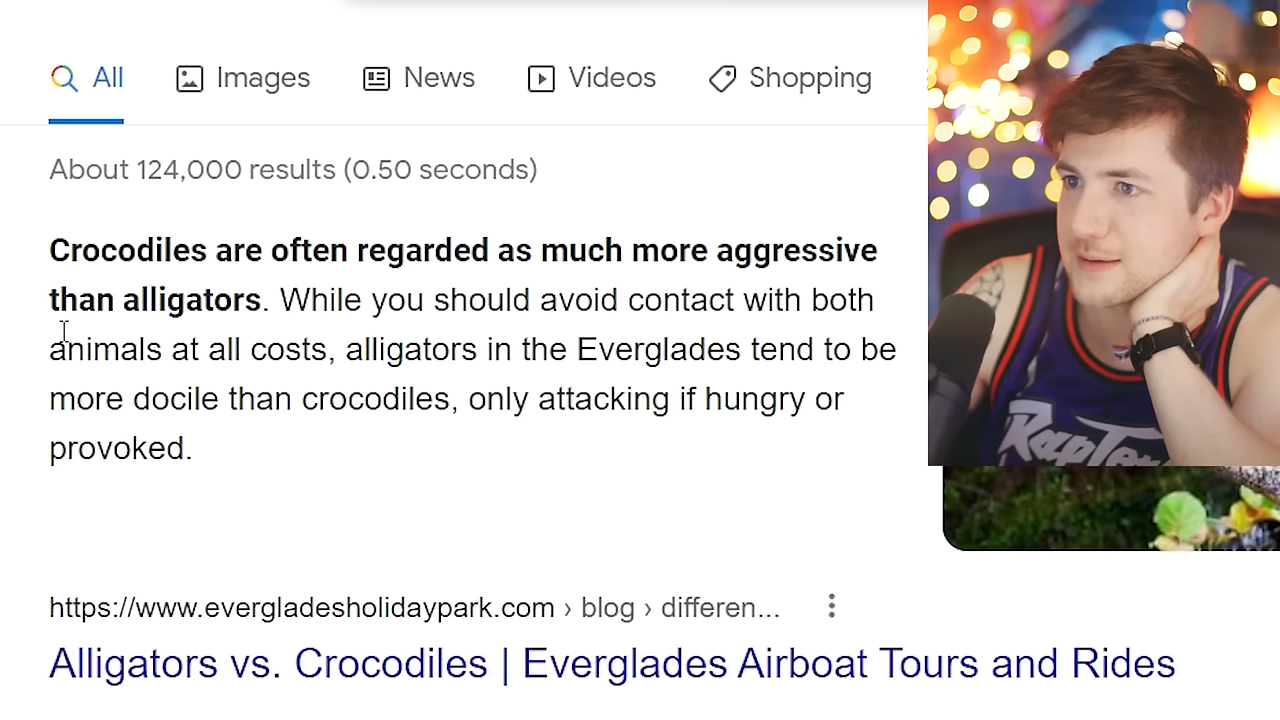 All Images News Videos Shopping
About 124,000 results (0.50 seconds)
Crocodiles are often regarded as much more aggressive
than alligators. While you should avoid contact with both
animals at all costs, alligators in the Everglades tend to be
more docile than crocodiles, only attacking if hungry or
provoked.
Raptors
https://www.evergladesholidaypark.com › blog › differen...
Alligators vs. Crocodiles | Everglades Airboat Tours and Rides